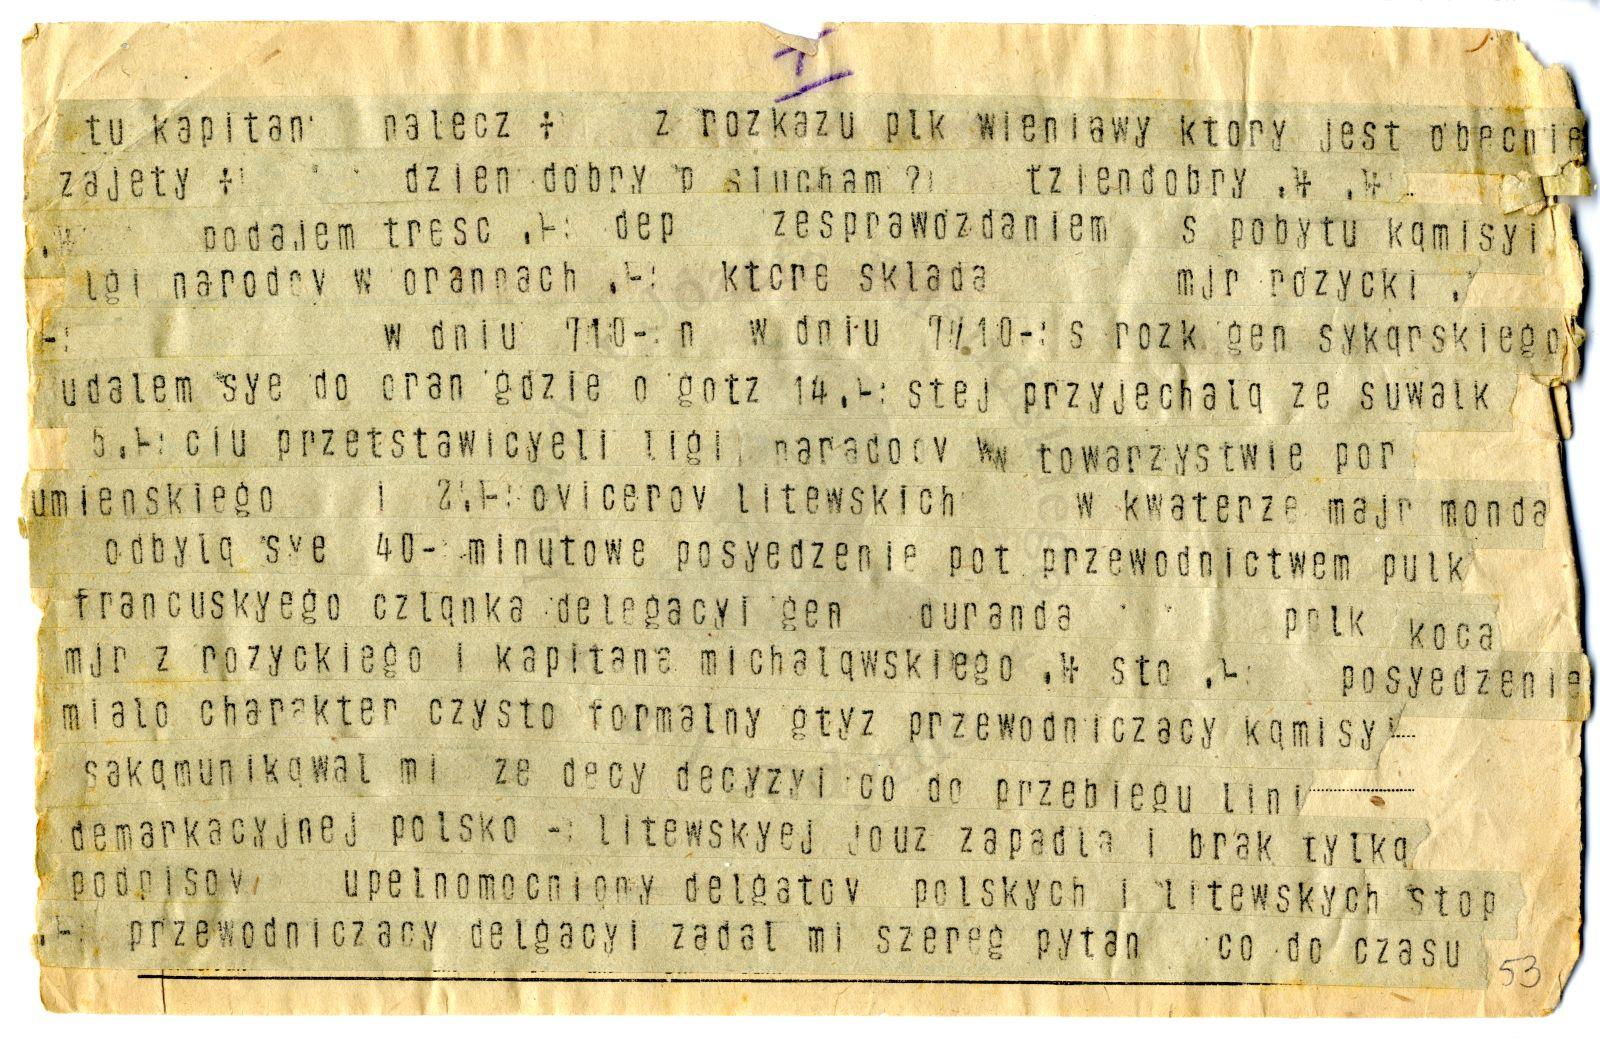 tu kapitan nalecz + z rozkazu plk wieniawy ktory jest obecnie
zajety + dzien dobry p slucham ? tziendobry
podajem tresc .-: dep zesprawozdaniem s pobytu kqmisyi
lgi narodov w orannach .-: ktore sklada mjr rozycki .
-: w dniu 710-: n w dniu 7/10-: s rozk gen sykqrskiego
udalem sye do oran gdzie o gotz 14.-: stej przyjechalq ze suwalk
5.-: ciu przetstawicyeli ligi naradoov w towarzystwie por
umienskiego i 2.-: ovicerov litewskich w kwaterze majr monda
odbylq sye 40- minutowe posyedzenie pot przewodnictwem pulk
francuskyego czlqnka delegacyi gen duranda polk koca
mjr z rozyckiego i kapitana michalqwskiego . sto .-: posyedzenie
mialo charakter czysto formalny gtyz przewodniczacy kqmisyi
sakqmunikqwal mi ze decy decyzyi co do przebiegu lini
demarkacyjnej polsko -: litewskyej jouz zapadla i brak tylkq
podpisov upelnomocniony delgatov polskych i litewskych stop
.-: przewodniczacy delgacyi zadal mi szereg pytan co do czasu
53